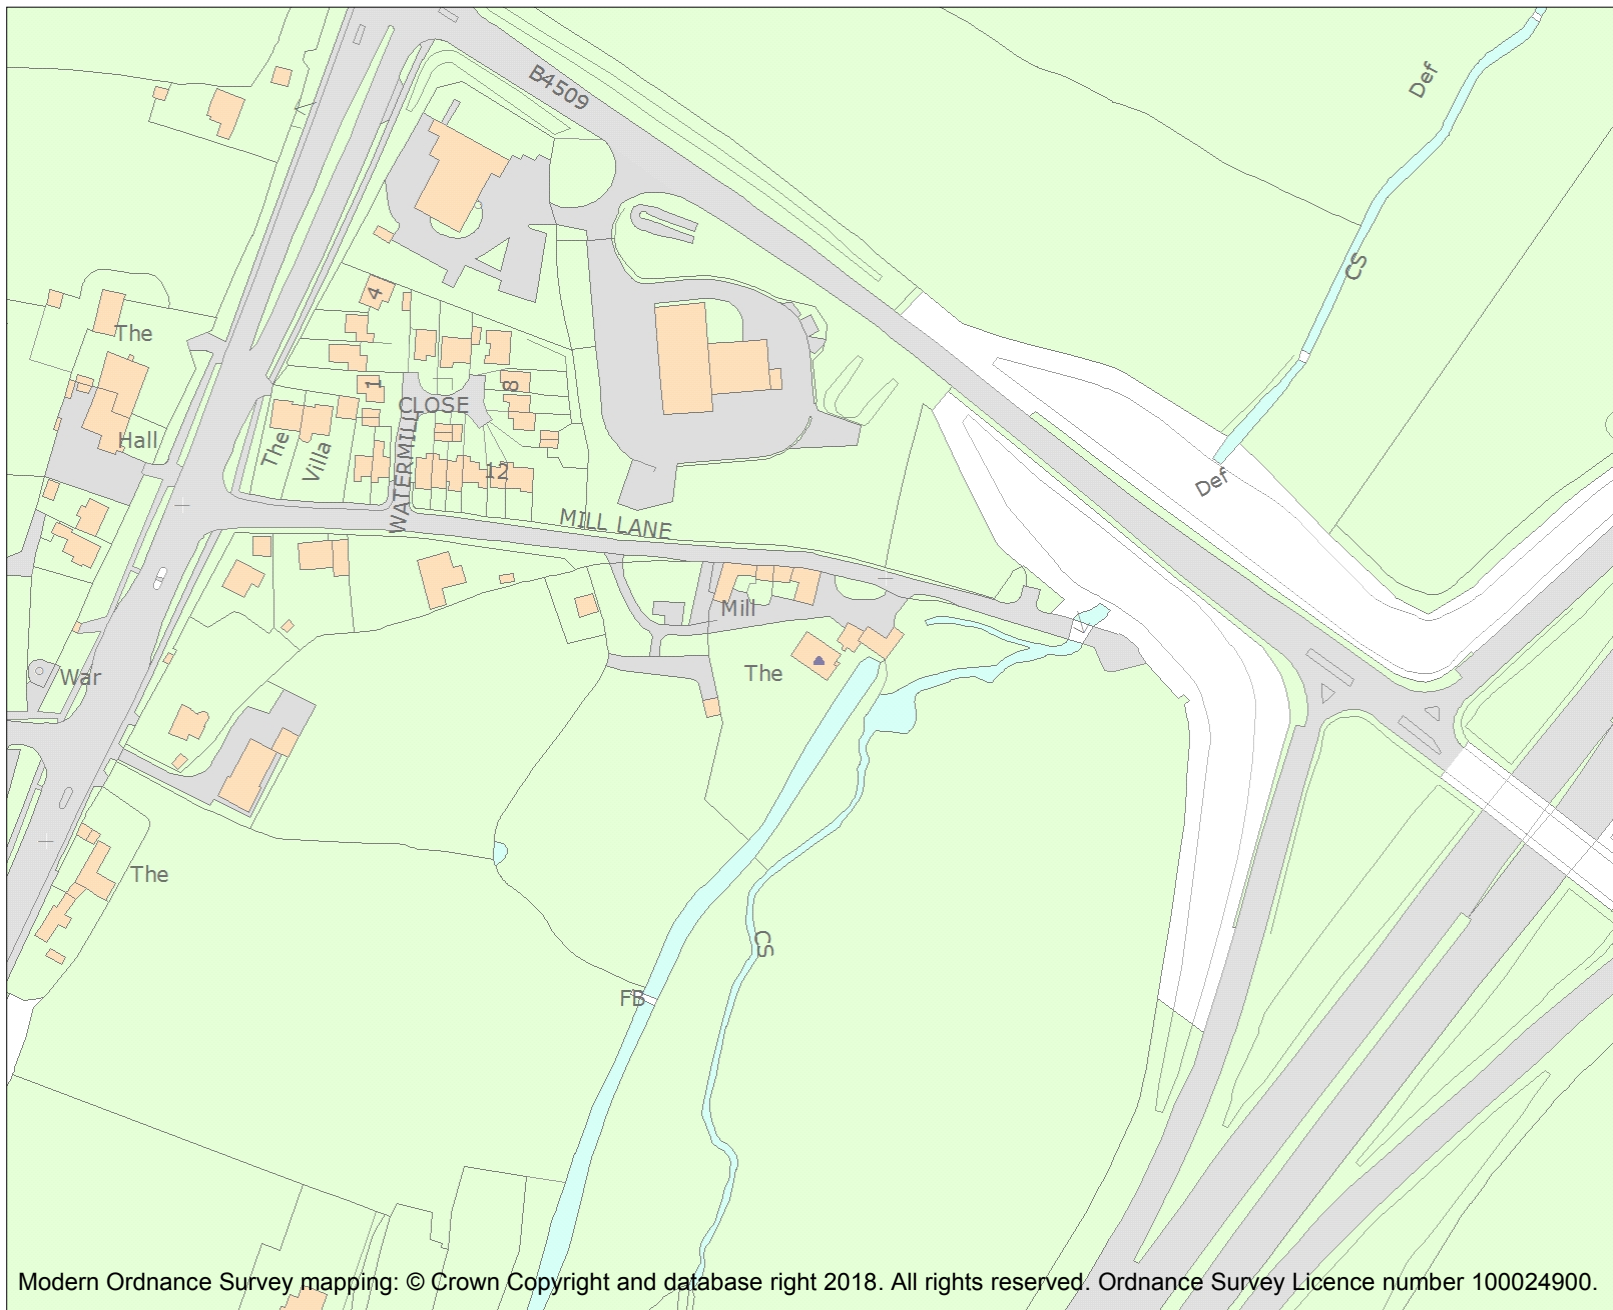 B4509
Def
CS
4
The
1
8
CLOSE
Hall
The
Villa
12
WATERMILL
Def
MILL LANE
Mill
War
The
The
CS
FB
Modern Ordnance Survey mapping: © Crown Copyright and database right 2018. All rights reserved. Ordnance Survey Licence number 100024900.